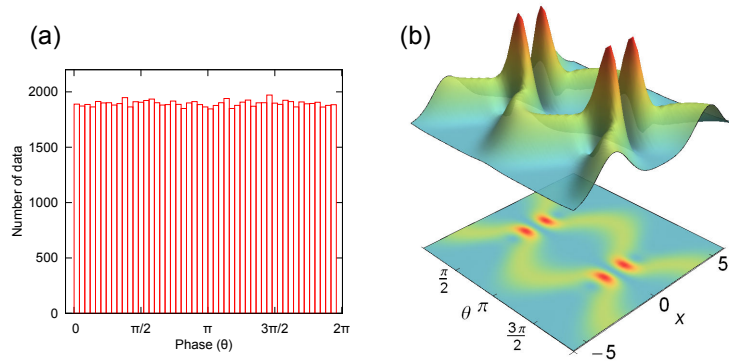 (a)
(b)
2000
1500
1000
500
0
Number of data
0 π/2 π 3π/2 2π
Phase (θ)
π/2
θ π
3π/2
−5
0
5
x